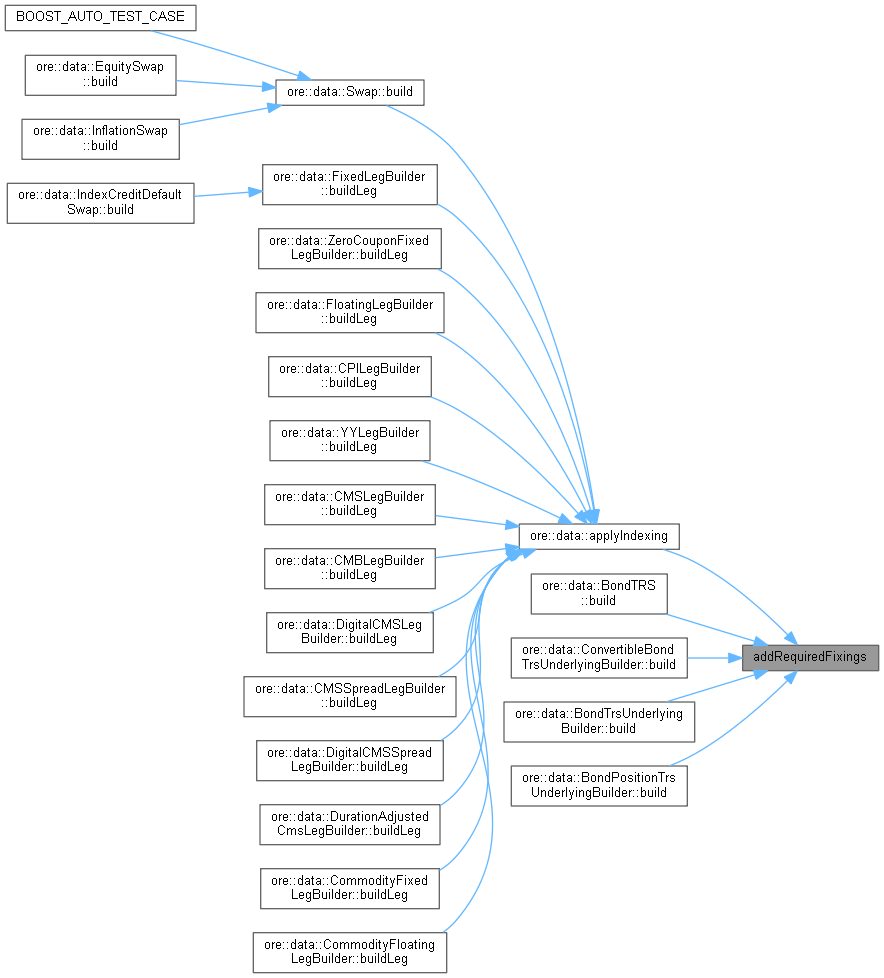 BOOST_AUTO_TEST_CASE
ore::data::EquitySwap
::build
ore::data::Swap::build
ore::data::InflationSwap
::build
ore::data::FixedLegBuilder
::buildLeg
ore::data::IndexCreditDefault
Swap::build
ore::data::ZeroCouponFixed
LegBuilder::buildLeg
ore::data::FloatingLegBuilder
::buildLeg
ore::data::CPILegBuilder
::buildLeg
ore::data::YYLegBuilder
::buildLeg
ore::data::CMSLegBuilder
::buildLeg
ore::data::applyIndexing
ore::data::CMBLegBuilder
::buildLeg
ore::data::BondTRS
::build
ore::data::DigitalCMSLeg
Builder::buildLeg
ore::data::ConvertibleBond
TrsUnderlyingBuilder::build
addRequiredFixings
ore::data::CMSSpreadLegBuilder
::buildLeg
ore::data::BondTrsUnderlying
Builder::build
ore::data::DigitalCMSSpread
LegBuilder::buildLeg
ore::data::BondPositionTrs
UnderlyingBuilder::build
ore::data::DurationAdjusted
CmsLegBuilder::buildLeg
ore::data::CommodityFixed
LegBuilder::buildLeg
ore::data::CommodityFloating
LegBuilder::buildLeg